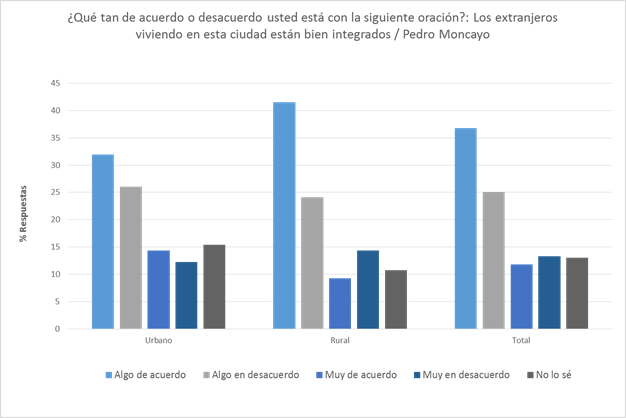 ¿Qué tan de acuerdo o desacuerdo usted está con la siguiente oración?: Los extranjeros
viviendo en esta ciudad están bien integrados / Pedro Moncayo
45
40
35
30
25
20
15
10
5
0
% Respuestas
Urbano Rural Total
Algo de acuerdo Algo en desacuerdo Muy de acuerdo Muy en desacuerdo No lo sé